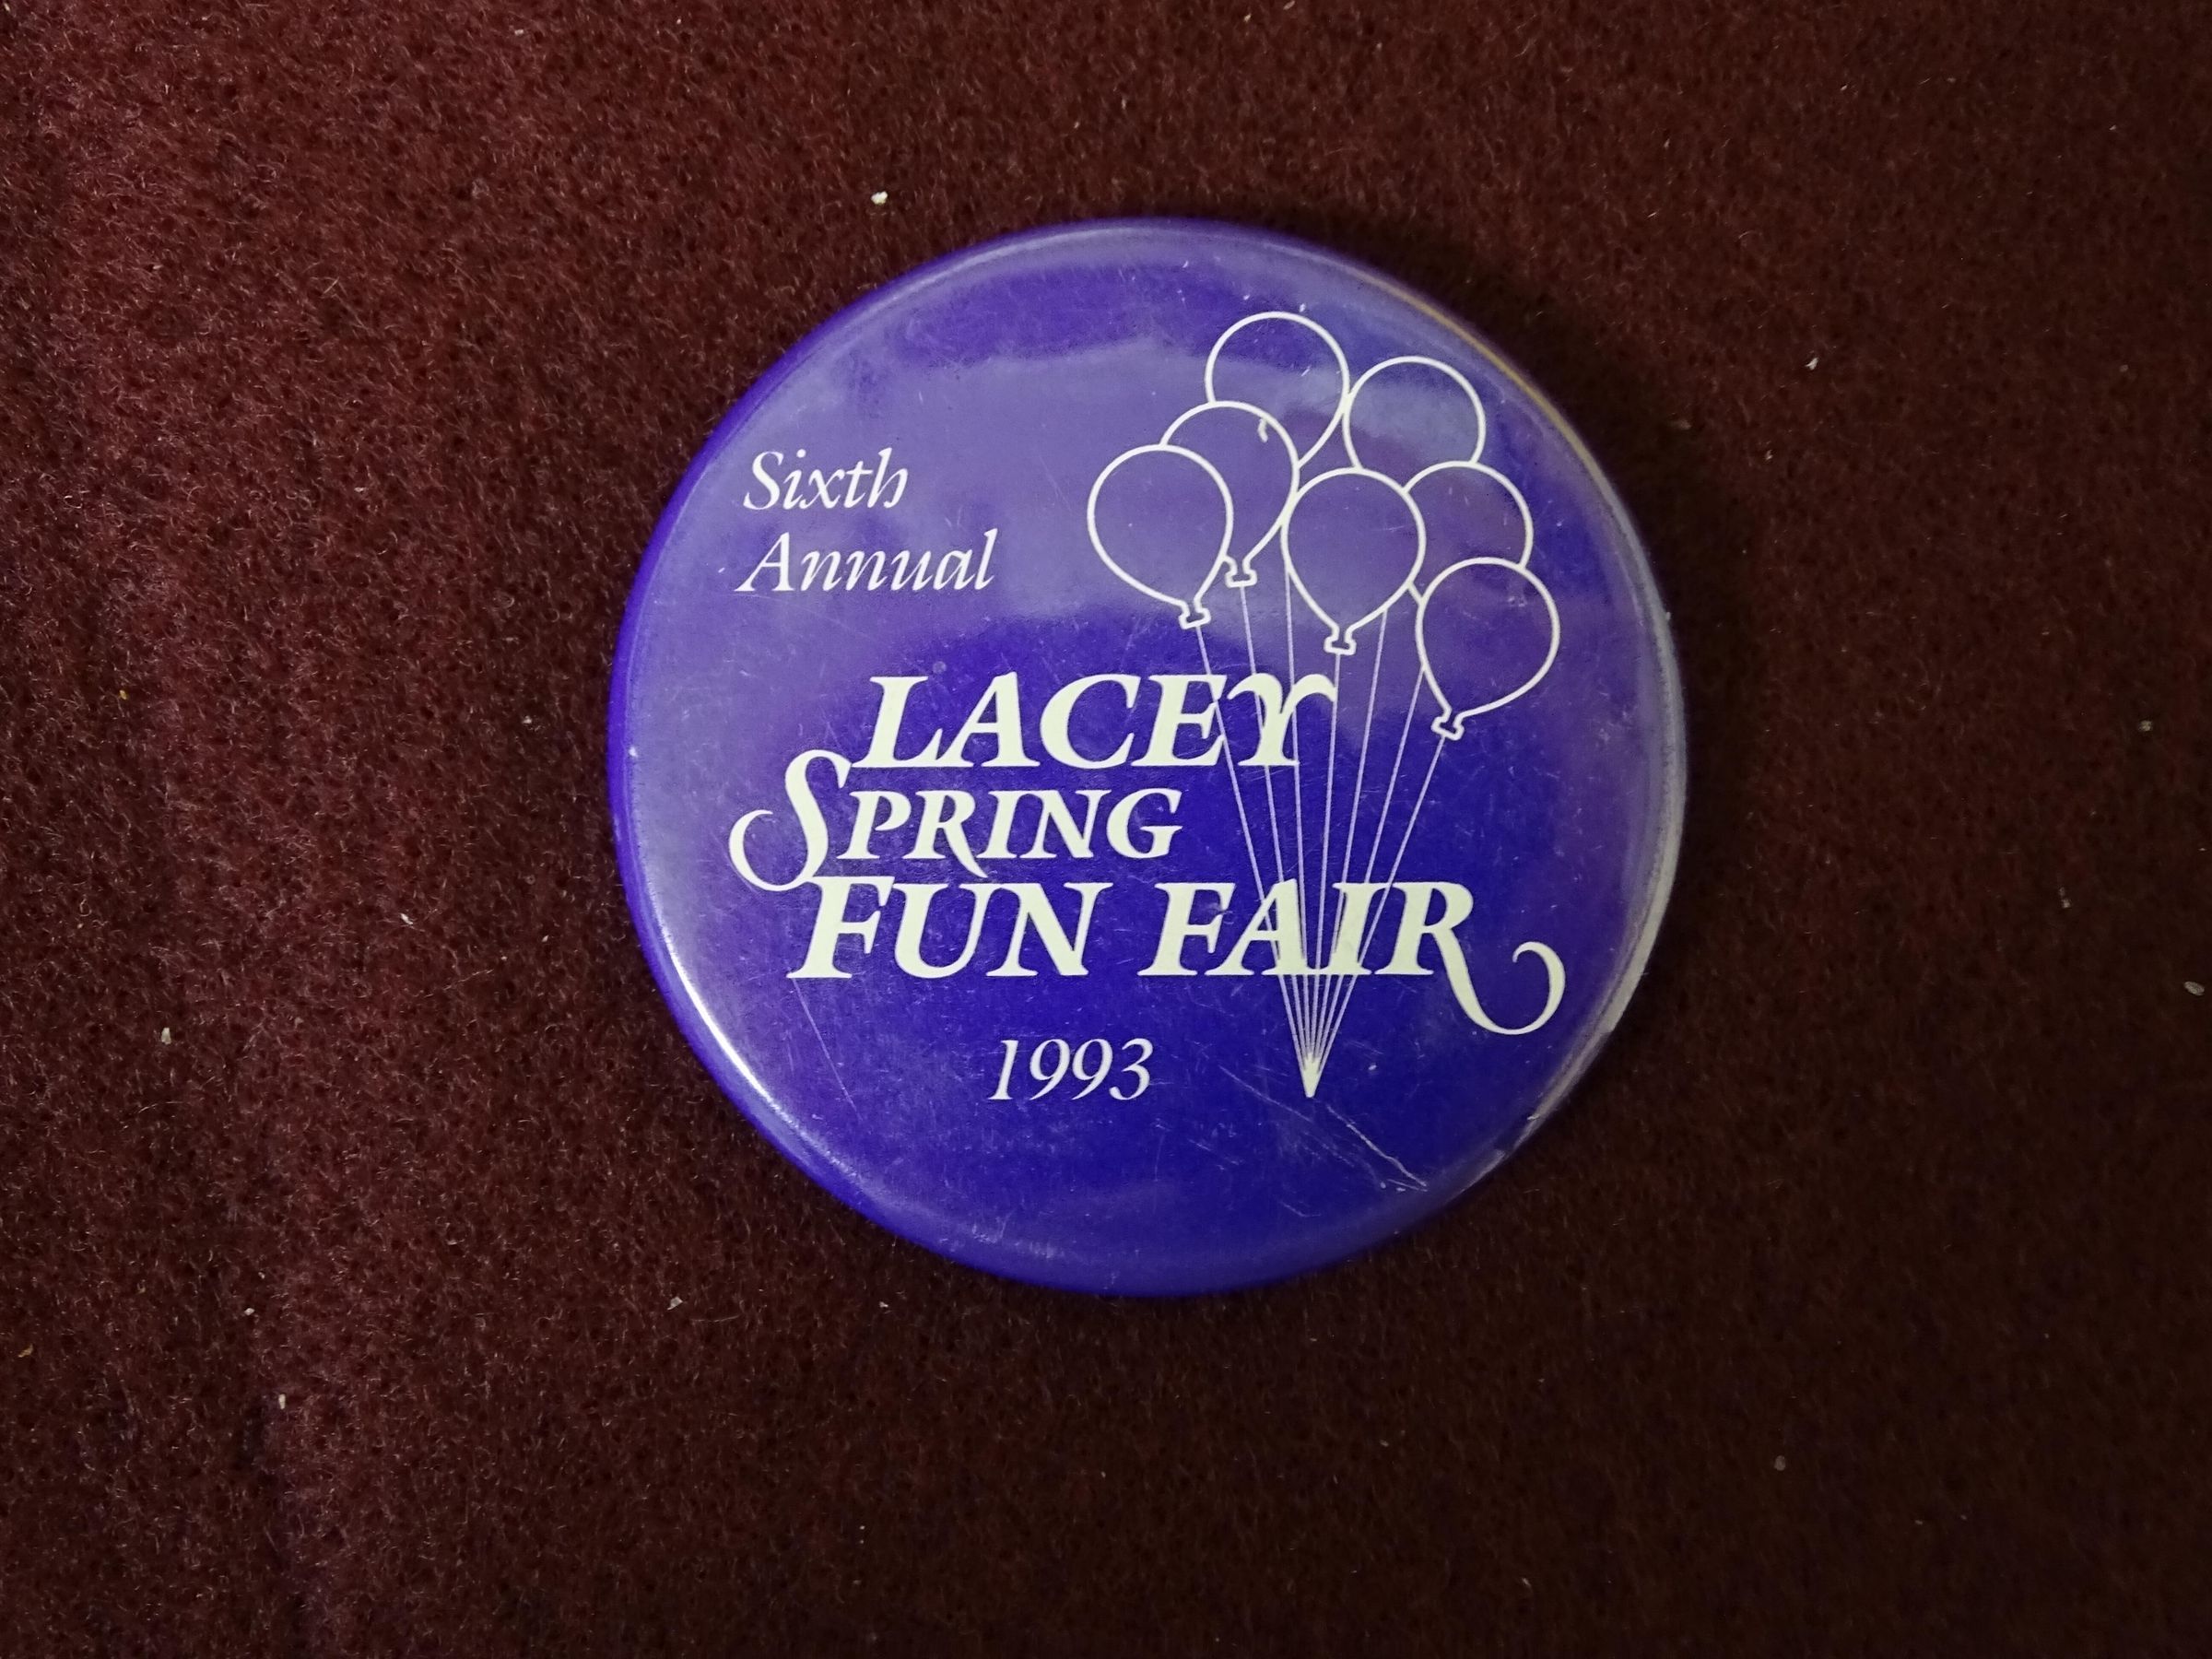 Sixth
Annual
LACEY
SPRING
FUN FAIR
1993